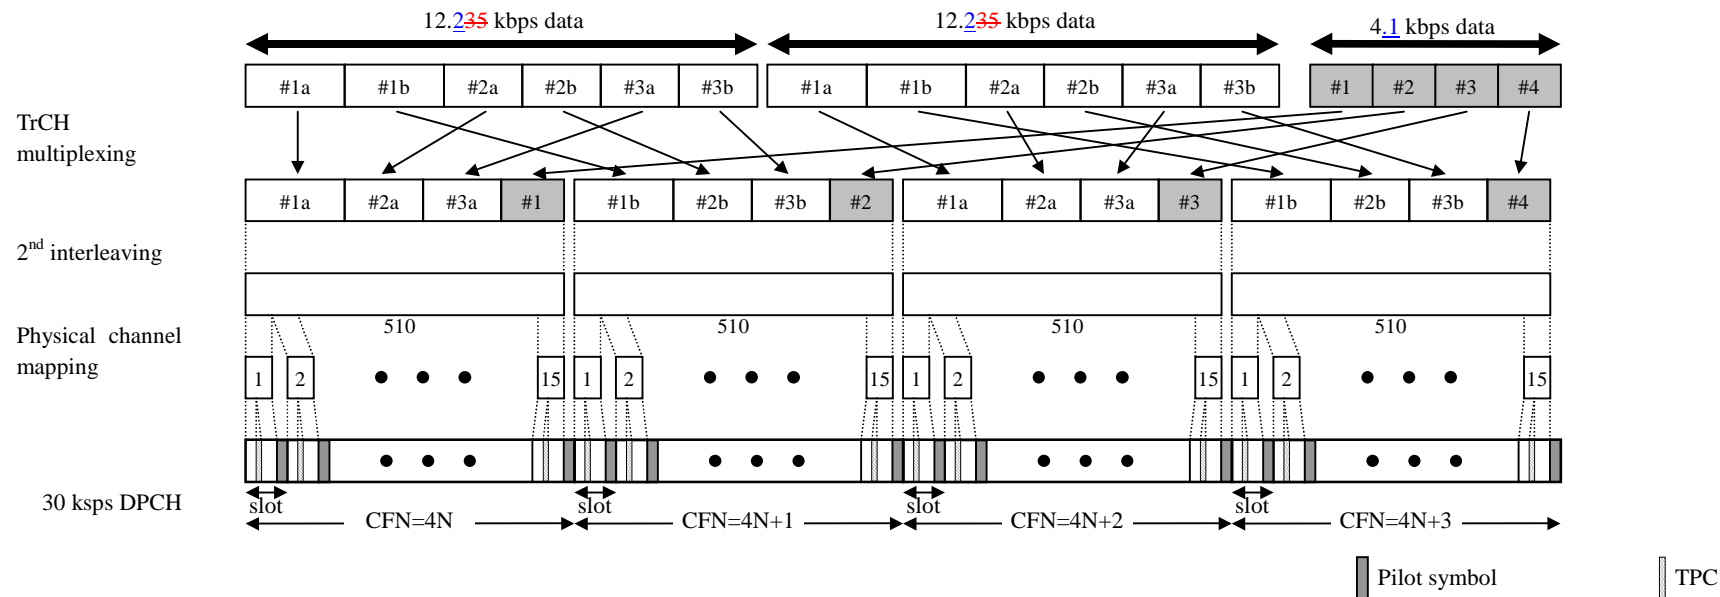 12.235 kbps data 12.235 kbps data 4.1 kbps data
#1a #1b #2a #2b #3a #3b #1a #1b #2a #2b #3a #3b #1 #2 #3 #4
TrCH
multiplexing
#1a #2a #3a #1 #1b #2b #3b #2 #1a #2a #3a #3 #1b #2b #3b #4
2nd interleaving
510 510 510 510
Physical channel
mapping
1 2 15 1 2 15 1 2 15 1 2 15
30 ksps DPCH
slot slot slot slot
CFN=4N CFN=4N+1 CFN=4N+2 CFN=4N+3
Pilot symbol TPC